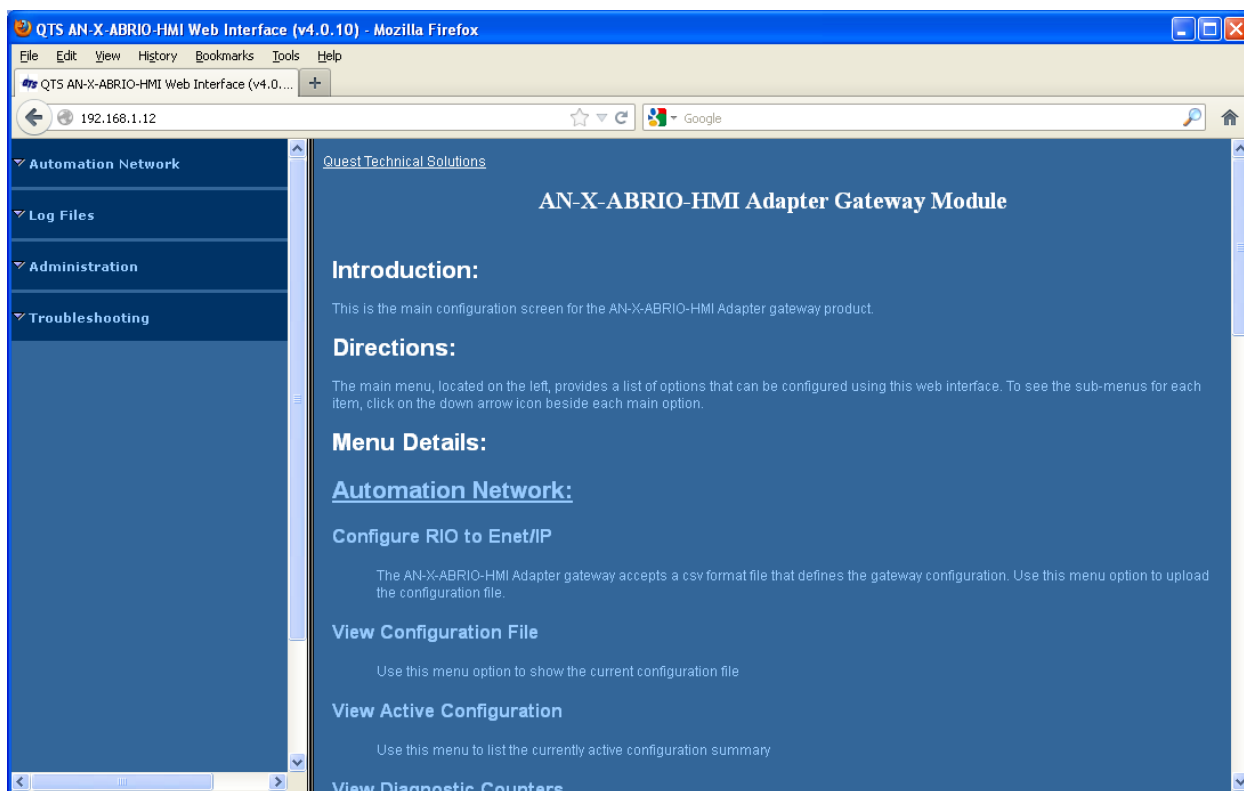 QTS AN-X-ABRIO-HMI Web Interface (v4.0.10) - Mozilla Firefox
File Edit View History Bookmarks Tools Help
QTS AN-X-ABRIO-HMI Web Interface (v4.0....
192.168.1.12
Google
Automation Network
Log Files
Administration
Troubleshooting
Quest Technical Solutions
AN-X-ABRIO-HMI Adapter Gateway Module
Introduction:
This is the main configuration screen for the AN-X-ABRIO-HMI Adapter gateway product.
Directions:
The main menu, located on the left, provides a list of options that can be configured using this web interface. To see the sub-menus for each
item, click on the down arrow icon beside each main option.
Menu Details:
Automation Network:
Configure RIO to Enet/IP
The AN-X-ABRIO-HMI Adapter gateway accepts a csv format file that defines the gateway configuration. Use this menu option to upload
the configuration file.
View Configuration File
Use this menu option to show the current configuration file
View Active Configuration
Use this menu to list the currently active configuration summary
View Diagnostic Counters